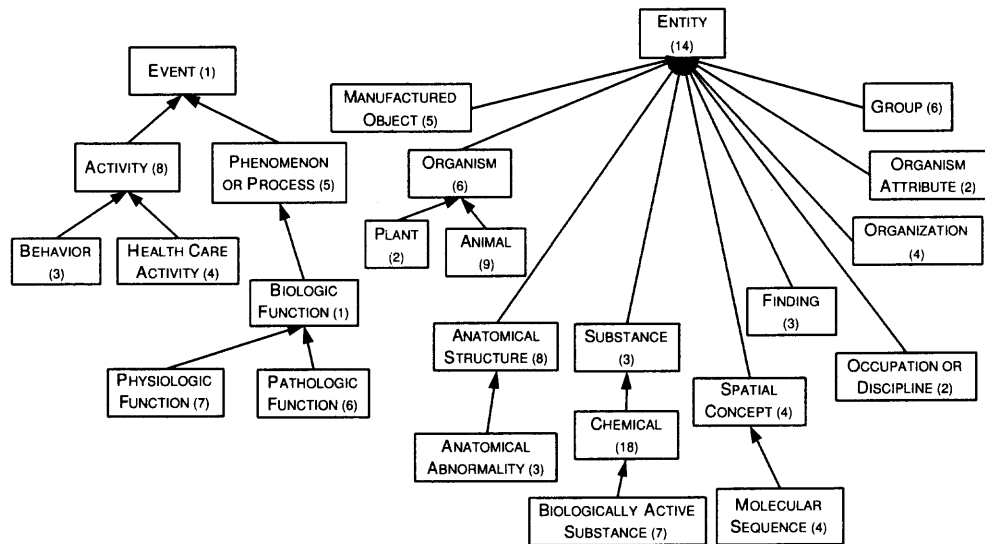 ENTITY
(14)
EVENT (1)
MANUFACTURED
OBJECT (5)
GROUP (6)
ACTIVITY (8)
PHENOMENON
OR PROCESS (5)
ORGANISM
(6)
ORGANISM
ATTRIBUTE (2)
BEHAVIOR
(3)
HEALTH CARE
ACTIVITY (4)
PLANT
(2)
ANIMAL
(9)
ORGANIZATION
(4)
BIOLOGIC
FUNCTION (1)
FINDING
(3)
ANATOMICAL
STRUCTURE (8)
SUBSTANCE
(3)
OCCUPATION OR
DISCIPLINE (2)
PHYSIOLOGIC
FUNCTION (7)
PATHOLOGIC
FUNCTION (6)
SPATIAL
CONCEPT (4)
CHEMICAL
(18)
ANATOMICAL
ABNORMALITY (3)
BIOLOGICALLY ACTIVE
SUBSTANCE (7)
MOLECULAR
SEQUENCE (4)